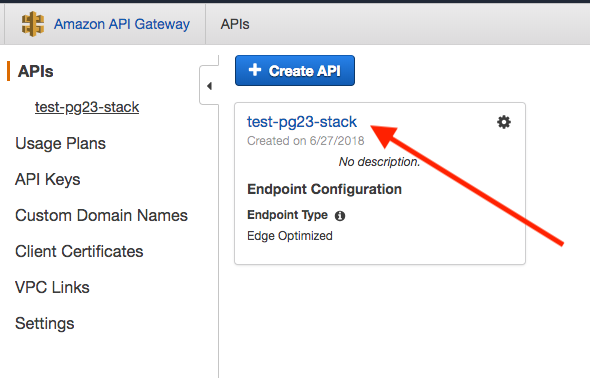 Amazon API Gateway
APIs
APIs
test-pg23-stack
Usage Plans
API Keys
Custom Domain Names
Client Certificates
VPC Links
Settings
+ Create API
test-pg23-stack
Created on 6/27/2018
No description.
Endpoint Configuration
Endpoint Type
Edge Optimized